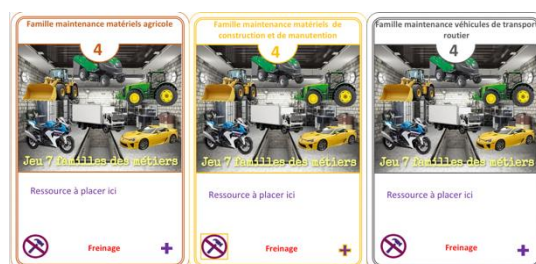 Famille maintenance matériels agricole
4
Jeu 7 familles des métiers
Ressource à placer ici
Freinage
+
Famille maintenance matériels de
construction et de manutention
4
Jeu 7 familles des métiers
Ressource à placer ici
Freinage
+
Famille maintenance véhicules de transport
routier
4
Jeu 7 familles des métiers
Ressource à placer ici
Freinage
+